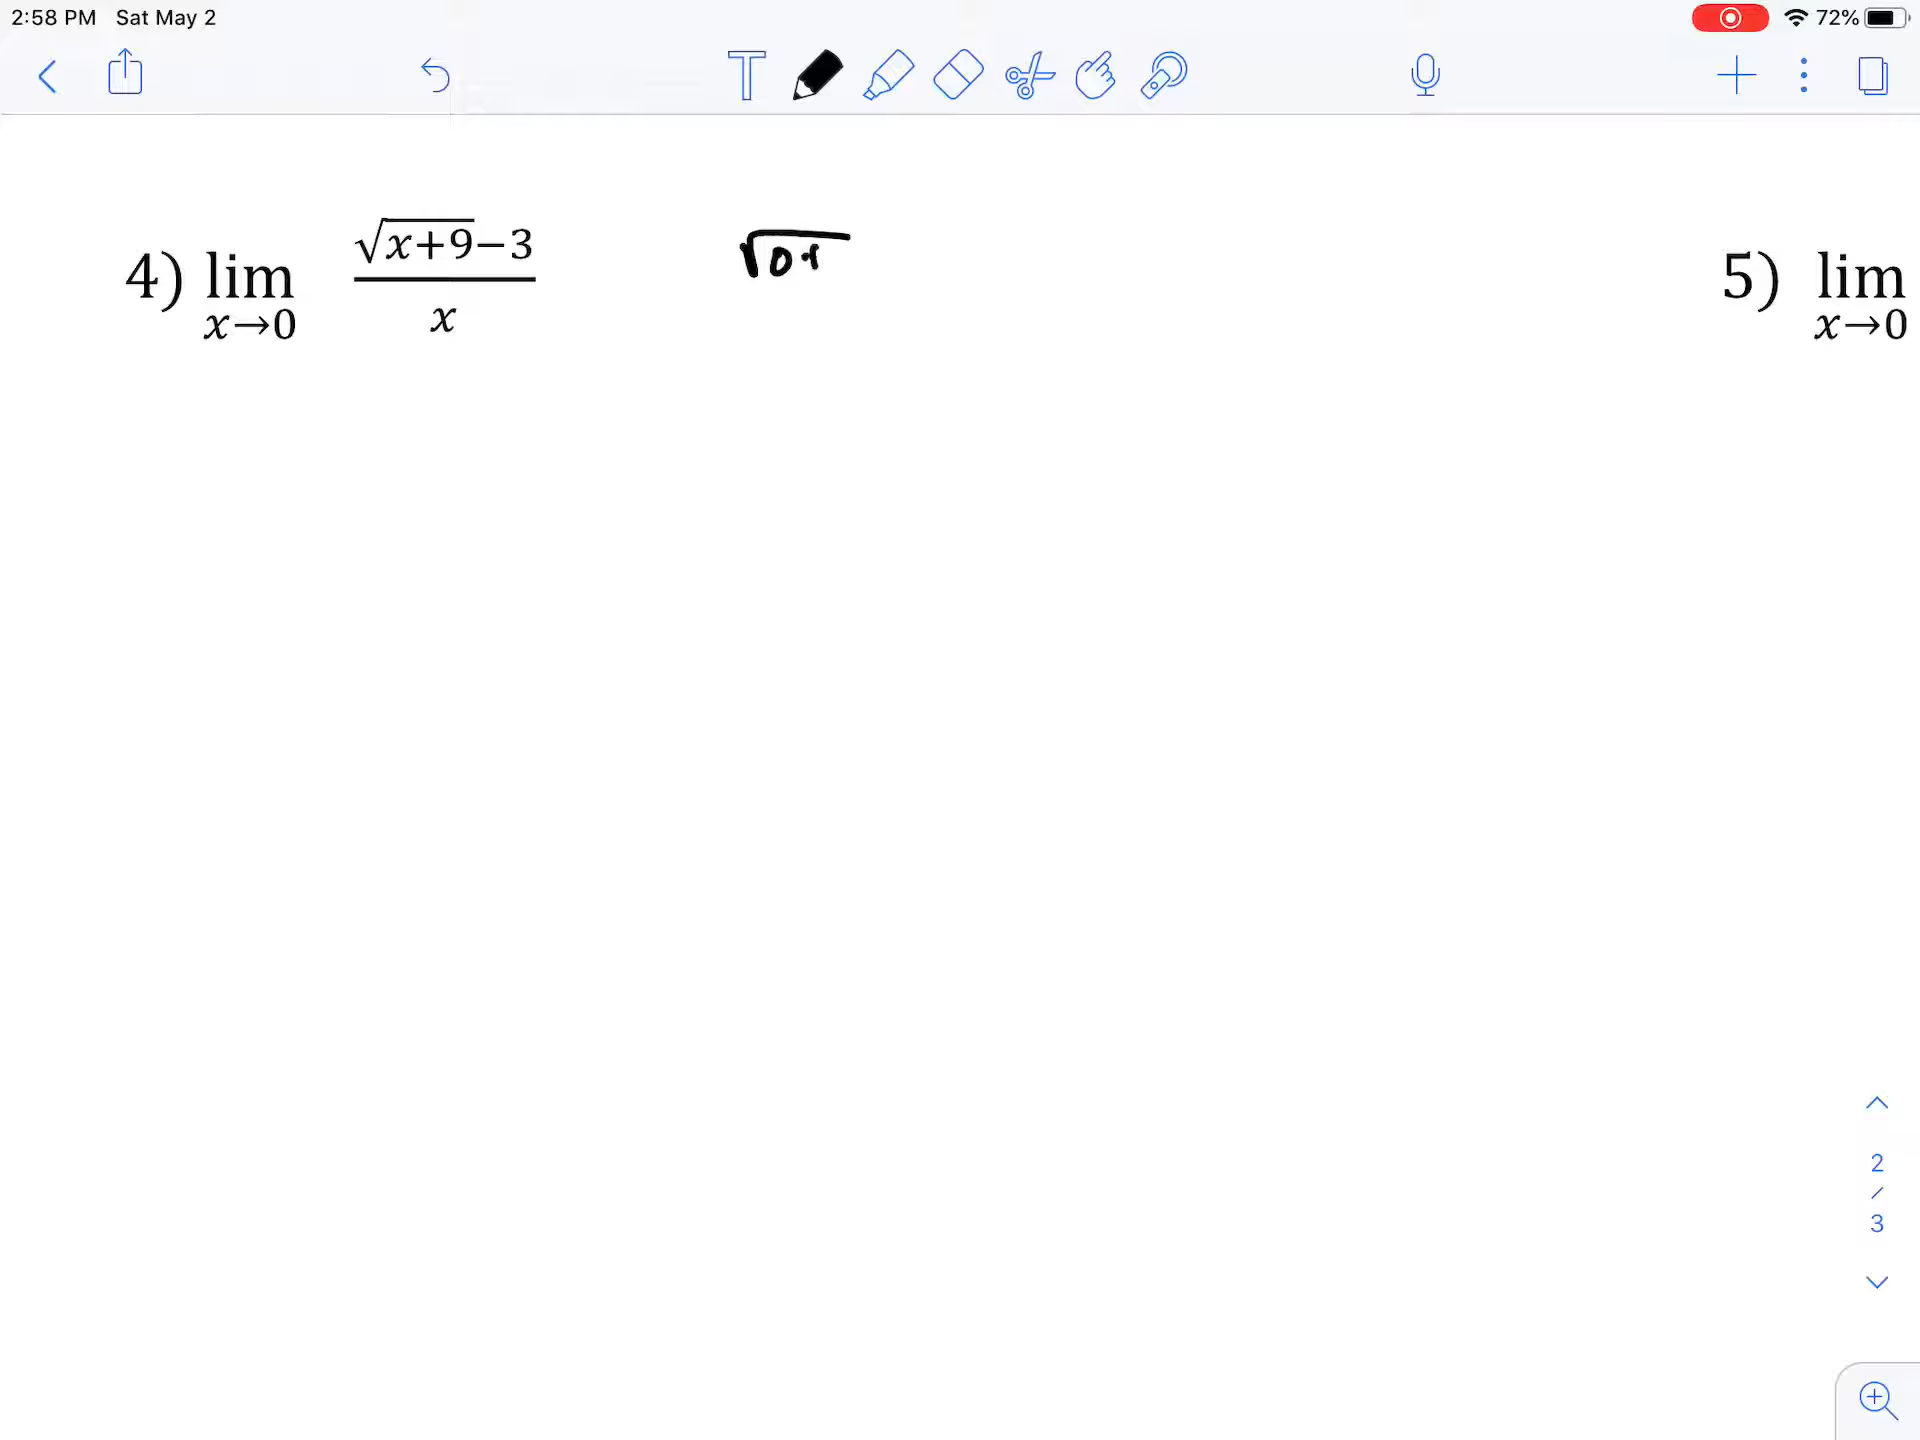 2:58 PM Sat May 2
72%
4) lim x→0 √x+9−3 / x
√0+
5) lim x→0
2
/
3